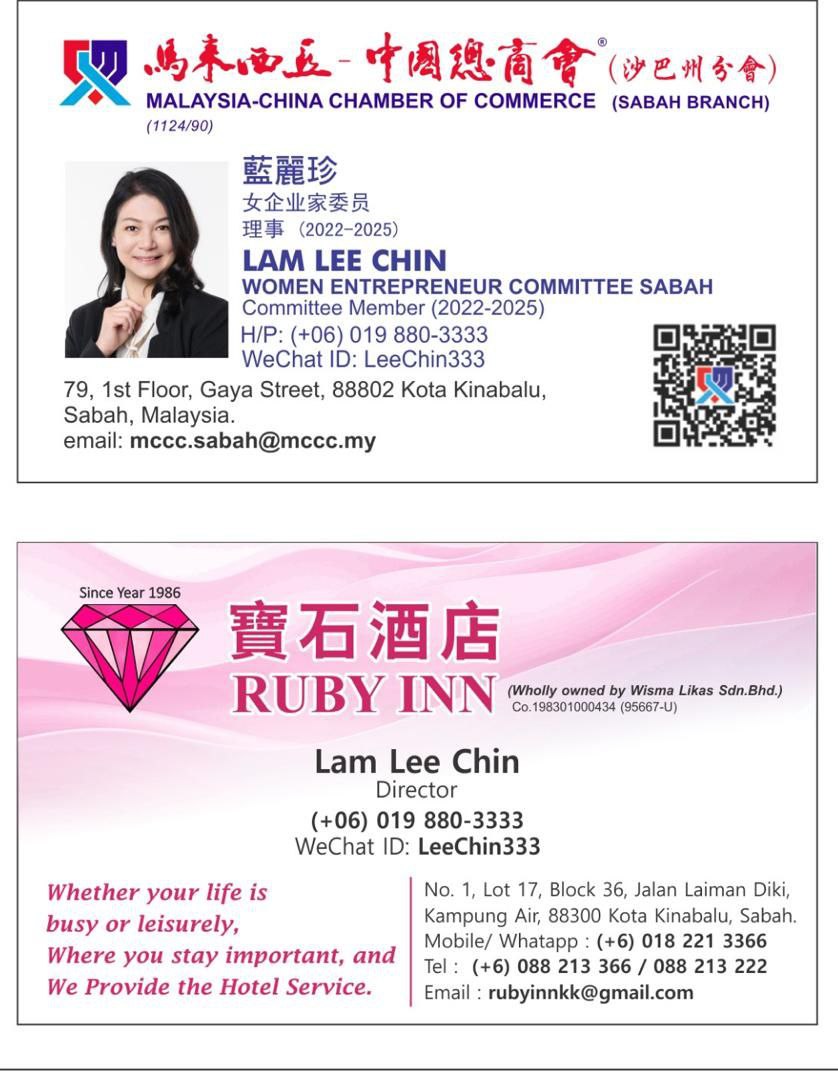 馬來西亞-中國總商會®(沙巴州分會)
MALAYSIA-CHINA CHAMBER OF COMMERCE (SABAH BRANCH)
(1124/90)
藍麗珍
女企业家委员
理事 (2022-2025)
LAM LEE CHIN
WOMEN ENTREPRENEUR COMMITTEE SABAH
Committee Member (2022-2025)
H/P: (+06) 019 880-3333
WeChat ID: LeeChin333
79, 1st Floor, Gaya Street, 88802 Kota Kinabalu,
Sabah, Malaysia.
email: mccc.sabah@mccc.my
Since Year 1986
寶石酒店
RUBY INN (Wholly owned by Wisma Likas Sdn.Bhd.)
Co.198301000434 (95667-U)
Lam Lee Chin
Director
(+06) 019 880-3333
WeChat ID: LeeChin333
Whether your life is
busy or leisurely,
Where you stay important, and
We Provide the Hotel Service.
No. 1, Lot 17, Block 36, Jalan Laiman Diki,
Kampung Air, 88300 Kota Kinabalu, Sabah.
Mobile/ Whatapp : (+6) 018 221 3366
Tel : (+6) 088 213 366 / 088 213 222
Email : rubyinnkk@gmail.com